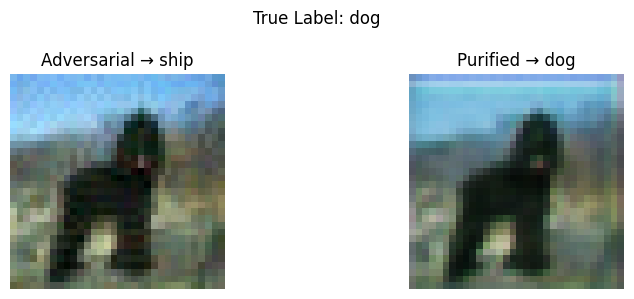 True Label: dog
Adversarial → ship
Purified → dog